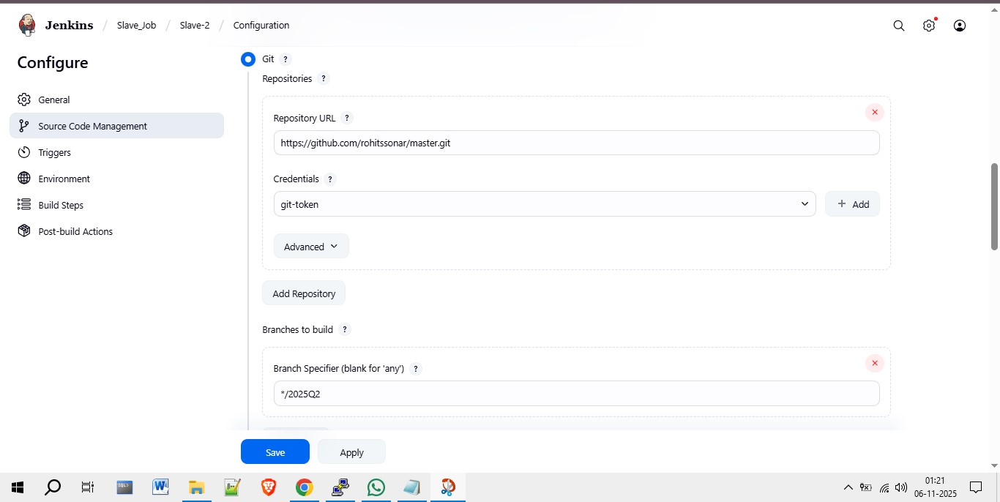 Jenkins / Slave_Job / Slave-2 / Configuration
Configure
General
Source Code Management
Triggers
Environment
Build Steps
Post-build Actions
Git ?
Repositories ?
Repository URL ?
https://github.com/rohitssonar/master.git
Credentials ?
git-token
+ Add
Advanced
Add Repository
Branches to build ?
Branch Specifier (blank for 'any') ?
*/2025Q2
Save
Apply
01:21
06-11-2025